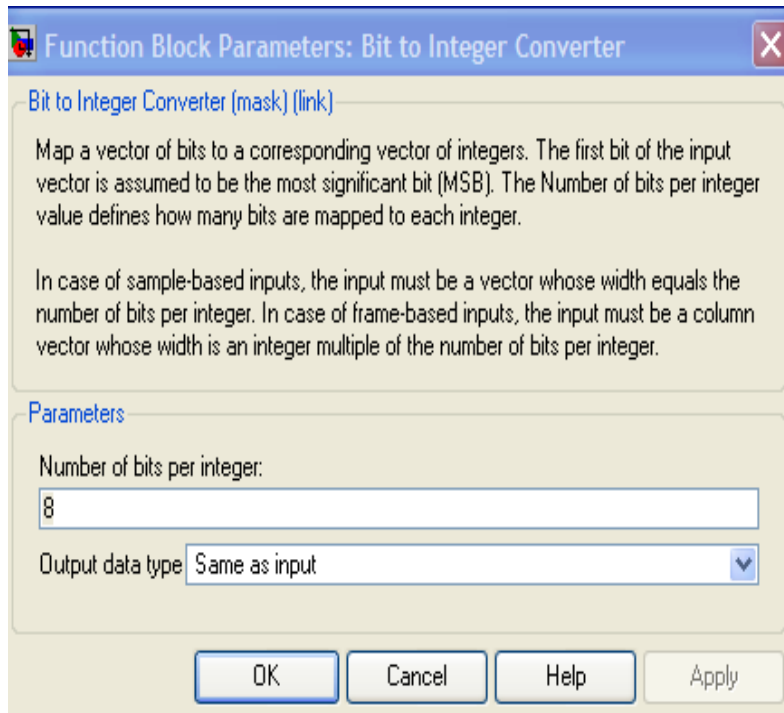 Function Block Parameters: Bit to Integer Converter
Bit to Integer Converter (mask) (link)
Map a vector of bits to a corresponding vector of integers. The first bit of the input
vector is assumed to be the most significant bit (MSB). The Number of bits per integer
value defines how many bits are mapped to each integer.
In case of sample-based inputs, the input must be a vector whose width equals the
number of bits per integer. In case of frame-based inputs, the input must be a column
vector whose width is an integer multiple of the number of bits per integer.
Parameters
Number of bits per integer:
8
Output data type Same as input
OK Cancel Help Apply